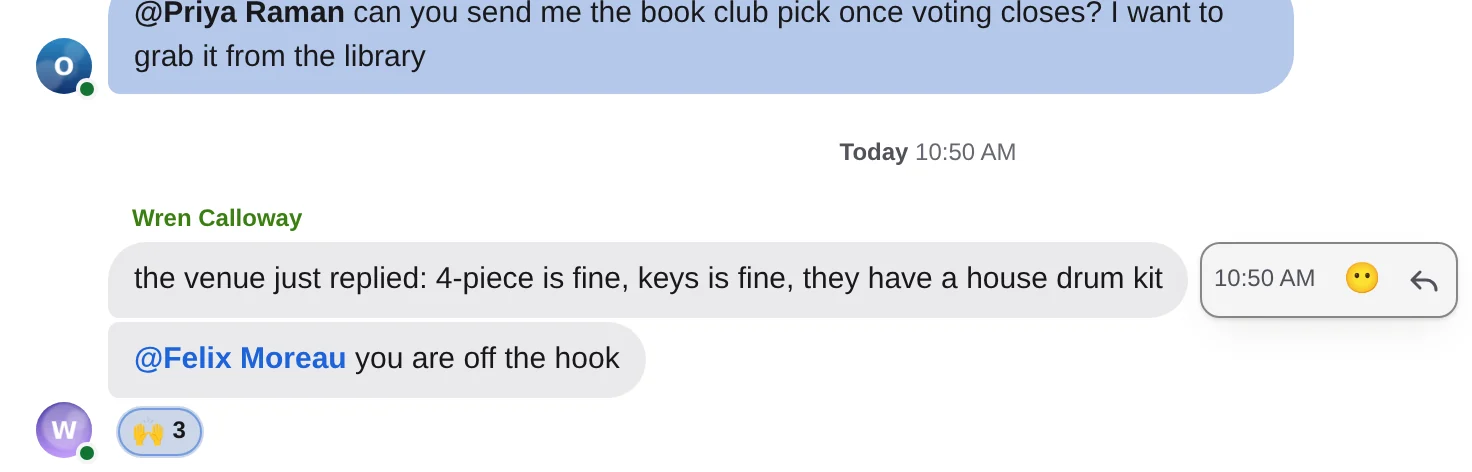 @Priya Raman can you send me the book club pick once voting closes? I want to
grab it from the library
O
Today 10:50 AM
Wren Calloway
the venue just replied: 4-piece is fine, keys is fine, they have a house drum kit
10:50 AM
@Felix Moreau you are off the hook
W
🙌 3